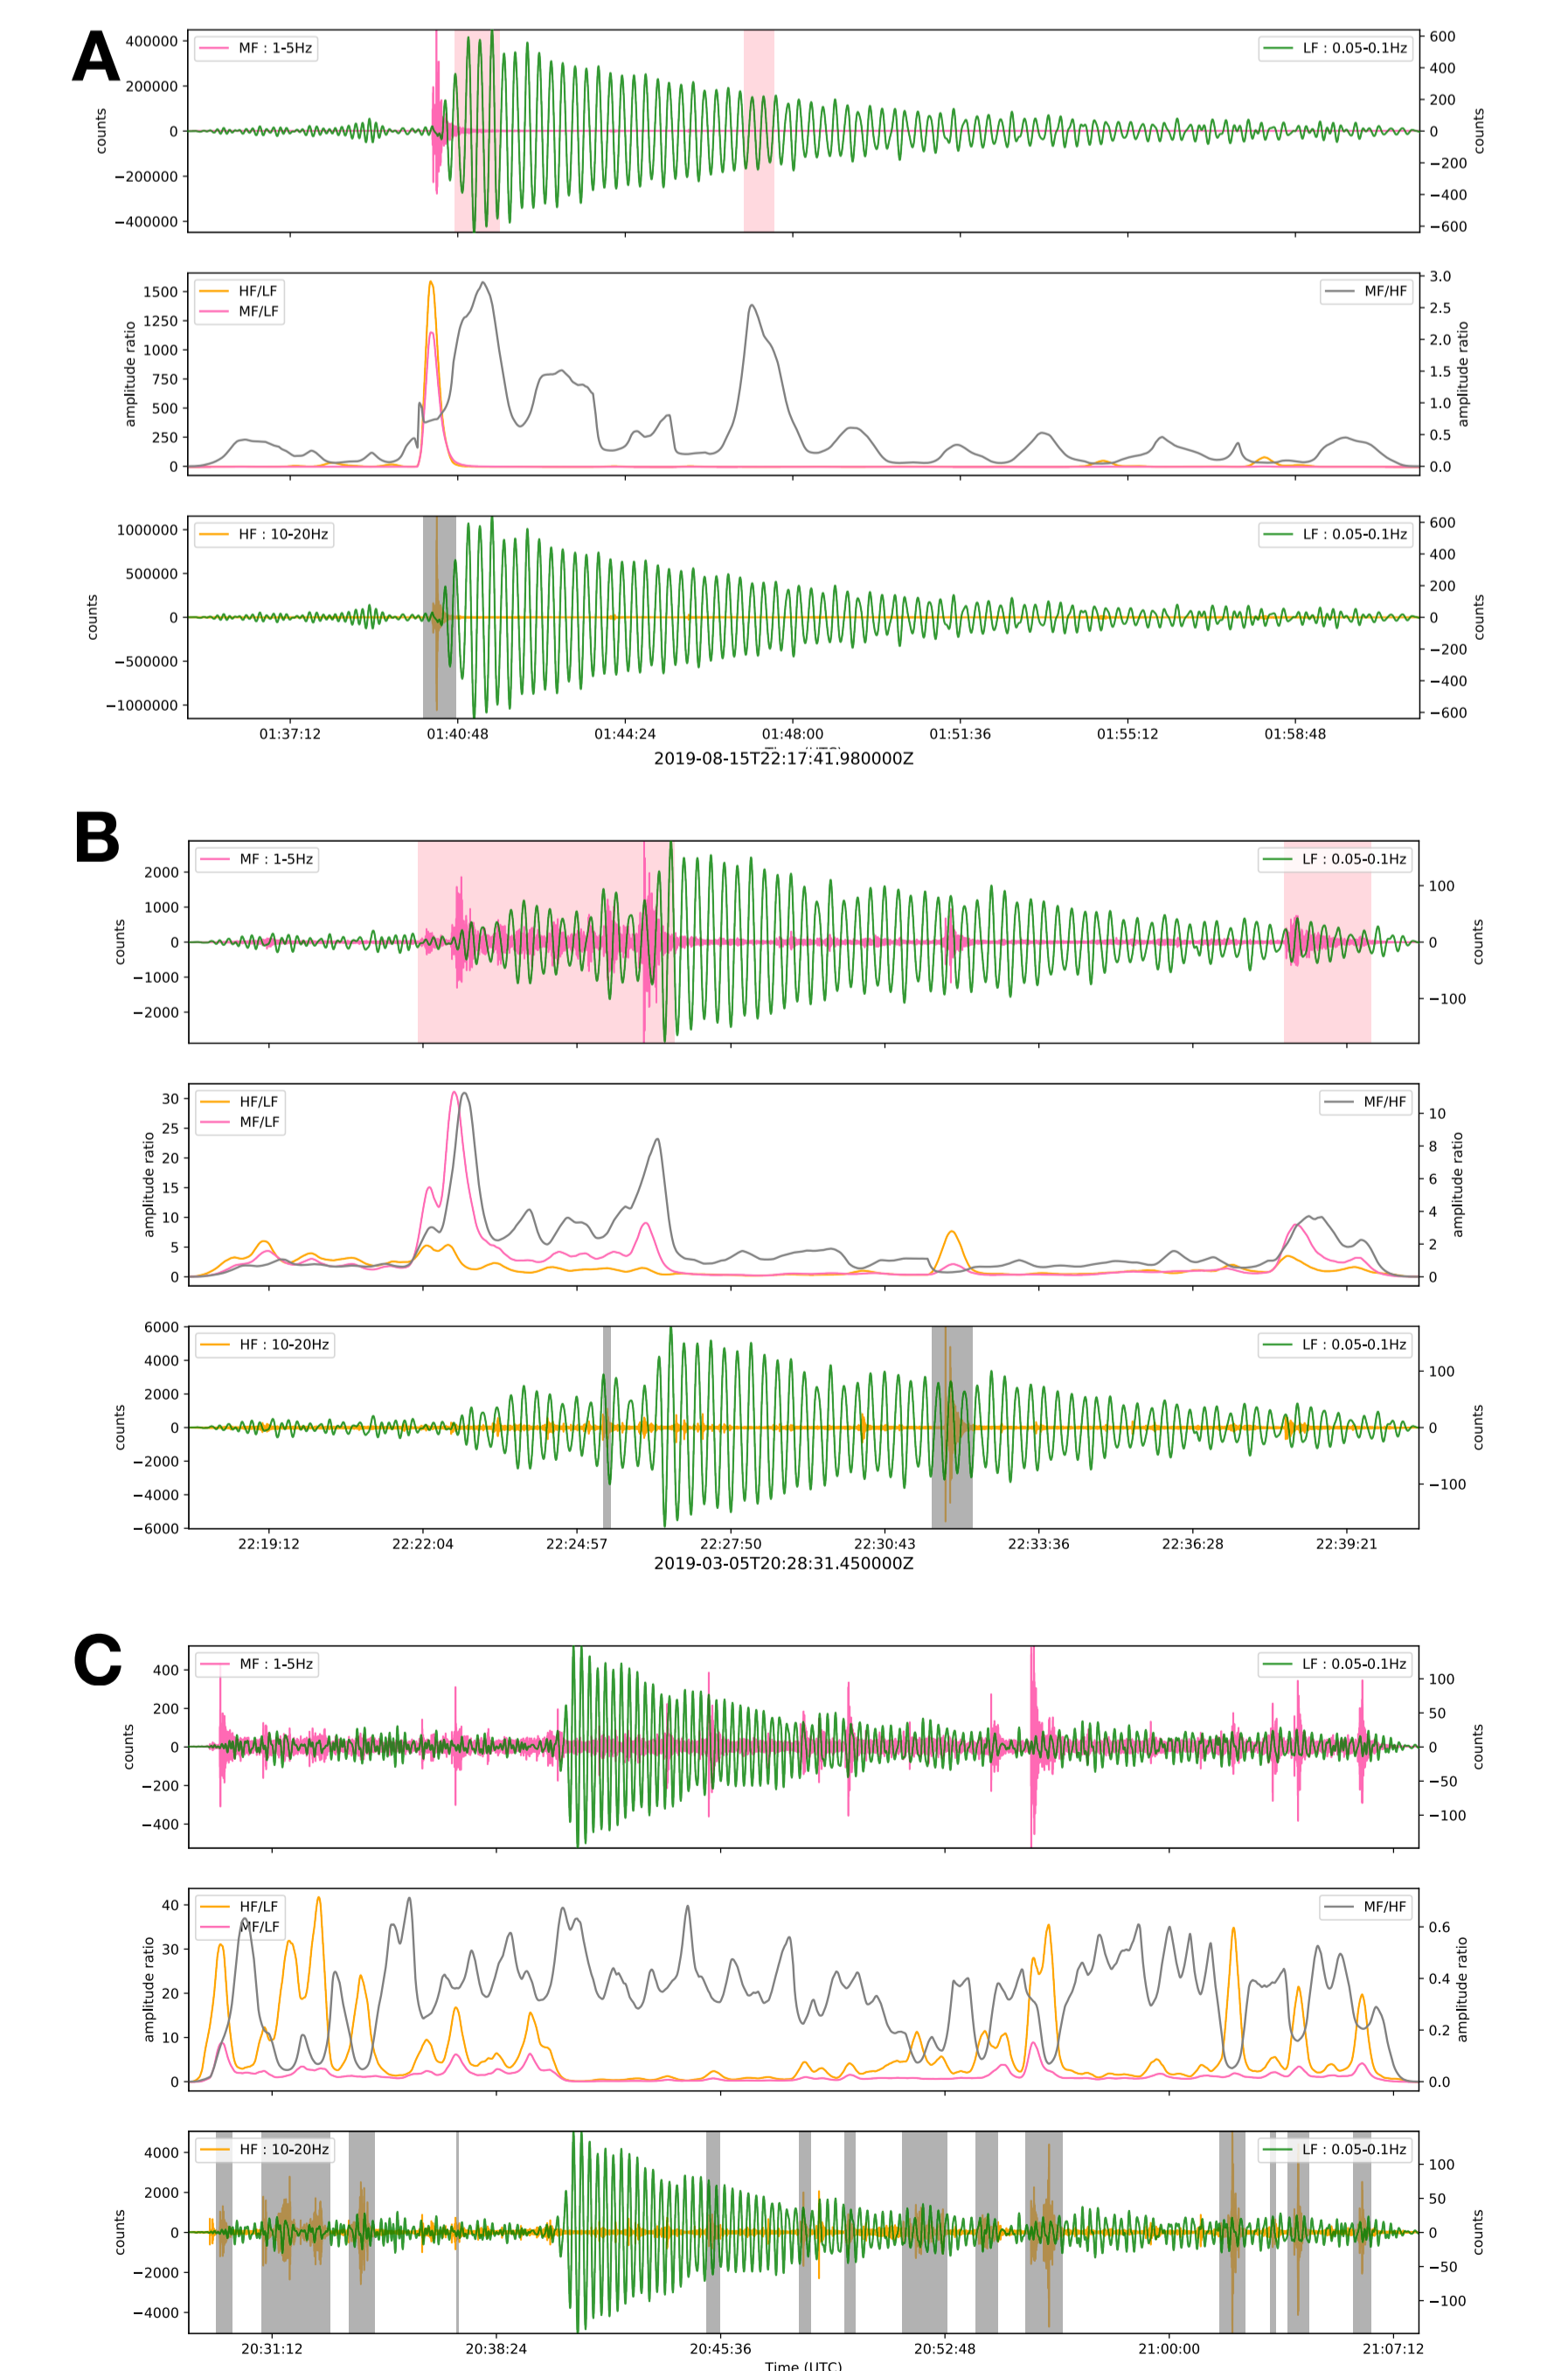 A
MF : 1-5Hz
LF : 0.05-0.1Hz
400000
200000
0
−200000
−400000
counts
600
400
200
0
−200
−400
−600
counts
HF/LF
MF/LF
MF/HF
1500
1250
1000
750
500
250
0
amplitude ratio
3.0
2.5
2.0
1.5
1.0
0.5
0.0
amplitude ratio
HF : 10-20Hz
LF : 0.05-0.1Hz
1000000
500000
0
−500000
−1000000
counts
600
400
200
0
−200
−400
−600
counts
01:37:12 01:40:48 01:44:24 01:48:00 01:51:36 01:55:12 01:58:48
2019-08-15T22:17:41.980000Z
B
MF : 1-5Hz
LF : 0.05-0.1Hz
2000
1000
0
−1000
−2000
counts
100
0
−100
counts
HF/LF
MF/LF
MF/HF
30
25
20
15
10
5
0
amplitude ratio
10
8
6
4
2
0
amplitude ratio
HF : 10-20Hz
LF : 0.05-0.1Hz
6000
4000
2000
0
−2000
−4000
−6000
counts
100
0
−100
counts
22:19:12 22:22:04 22:24:57 22:27:50 22:30:43 22:33:36 22:36:28 22:39:21
2019-03-05T20:28:31.450000Z
C
MF : 1-5Hz
LF : 0.05-0.1Hz
400
200
0
−200
−400
counts
100
50
0
−50
−100
counts
HF/LF
MF/LF
MF/HF
40
30
20
10
0
amplitude ratio
0.6
0.4
0.2
0.0
amplitude ratio
HF : 10-20Hz
LF : 0.05-0.1Hz
4000
2000
0
−2000
−4000
counts
100
50
0
−50
−100
counts
20:31:12 20:38:24 20:45:36 20:52:48 21:00:00 21:07:12
Time (UTC)